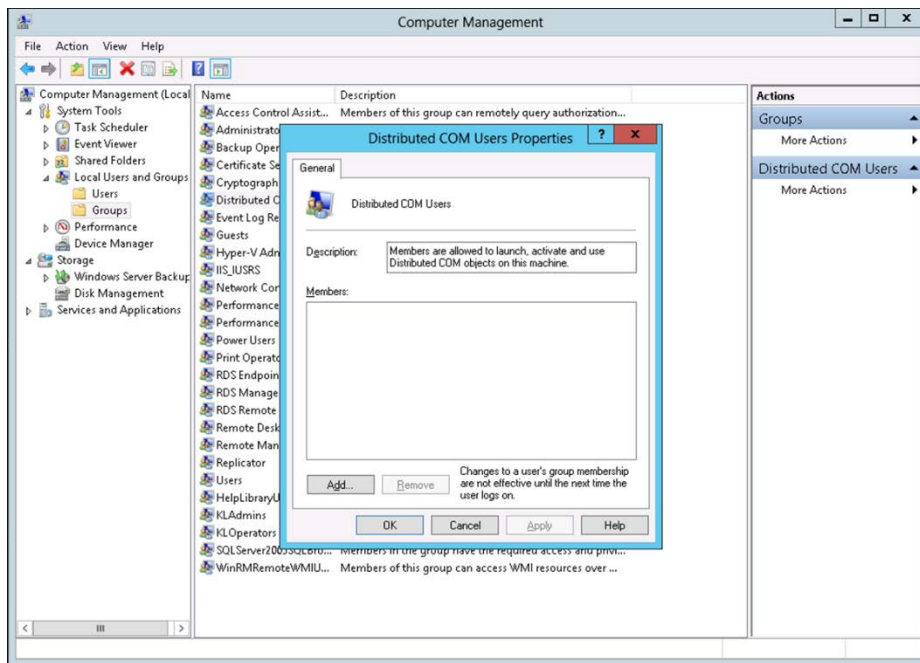 Computer Management
File Action View Help
Computer Management (Local
System Tools
Task Scheduler
Event Viewer
Shared Folders
Local Users and Groups
Users
Groups
Performance
Device Manager
Storage
Windows Server Backup
Disk Management
Services and Applications
Name Description
Access Control Assist... Members of this group can remotely query authorization...
Administrato
Backup Oper
Certificate Se
Cryptograph
Distributed C
Event Log Re
Guests
Hyper-V Adn
IIS_IUSRS
Network Cor
Performance
Performance
Power Users
Print Operato
RDS Endpoin
RDS Manage
RDS Remote
Remote Desk
Remote Man
Replicator
Users
HelpLibraryU
KLAdmins
KLOperators
SQLServer2005SQLBro... Members in the group have the required access and privi...
WinRMRemoteWMIU... Members of this group can access WMI resources over ...
Distributed COM Users Properties ? x
General
Distributed COM Users
Description: Members are allowed to launch, activate and use
Distributed COM objects on this machine.
Members:
Add... Remove
Changes to a user's group membership
are not effective until the next time the
user logs on.
OK Cancel Apply Help
Actions
Groups
More Actions
Distributed COM Users
More Actions